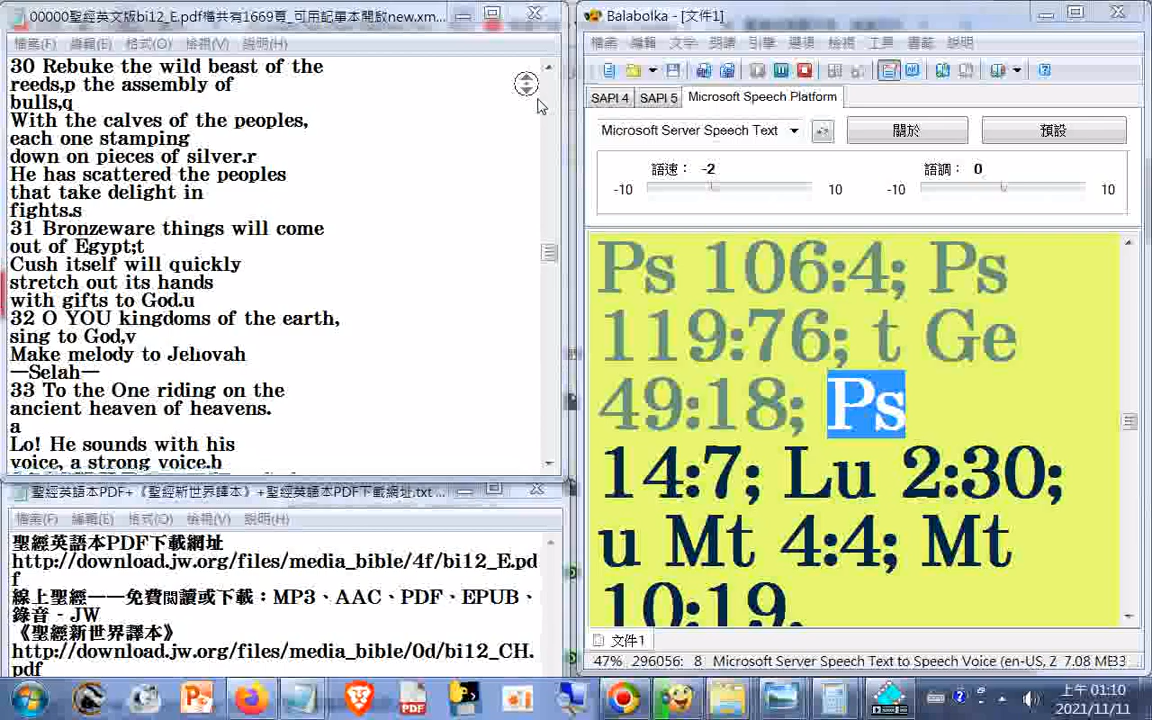 00000聖經英文版bi12_E.pdf檔共有1669頁_可用記事本開啟new.xm...
檔案(F) 編輯(E) 格式(O) 檢視(V) 說明(H)
30 Rebuke the wild beast of the
reeds,p the assembly of
bulls,q
With the calves of the peoples,
each one stamping
down on pieces of silver.r
He has scattered the peoples
that take delight in
fights.s
31 Bronzeware things will come
out of Egypt;t
Cush itself will quickly
stretch out its hands
with gifts to God.u
32 O YOU kingdoms of the earth,
sing to God,v
Make melody to Jehovah
—Selah—
33 To the One riding on the
ancient heaven of heavens.
a
Lo! He sounds with his
voice, a strong voice.b
聖經英語本PDF+《聖經新世界譯本》+聖經英語本PDF下載網址.txt ...
檔案(F) 編輯(E) 格式(O) 檢視(V) 說明(H)
聖經英語本PDF下載網址
http://download.jw.org/files/media_bible/4f/bi12_E.pd
f
線上聖經——免費閱讀或下載：MP3、AAC、PDF、EPUB、
錄音 - JW
《聖經新世界譯本》
http://download.jw.org/files/media_bible/0d/bi12_CH.
pdf
Balabolka - [文件1]
檔案 編輯 文字 朗讀 引擎 選項 檢視 工具 書籤 說明
SAPI 4 SAPI 5 Microsoft Speech Platform
Microsoft Server Speech Text 關於 預設
語速： -2 語調： 0
-10 10 -10 10
Ps 106:4; Ps
119:76; t Ge
49:18; Ps
14:7; Lu 2:30;
u Mt 4:4; Mt
10:19.
文件1
47% 296056: 8 Microsoft Server Speech Text to Speech Voice (en-US, Z 7.08 MB
上午 01:10
2021/11/11